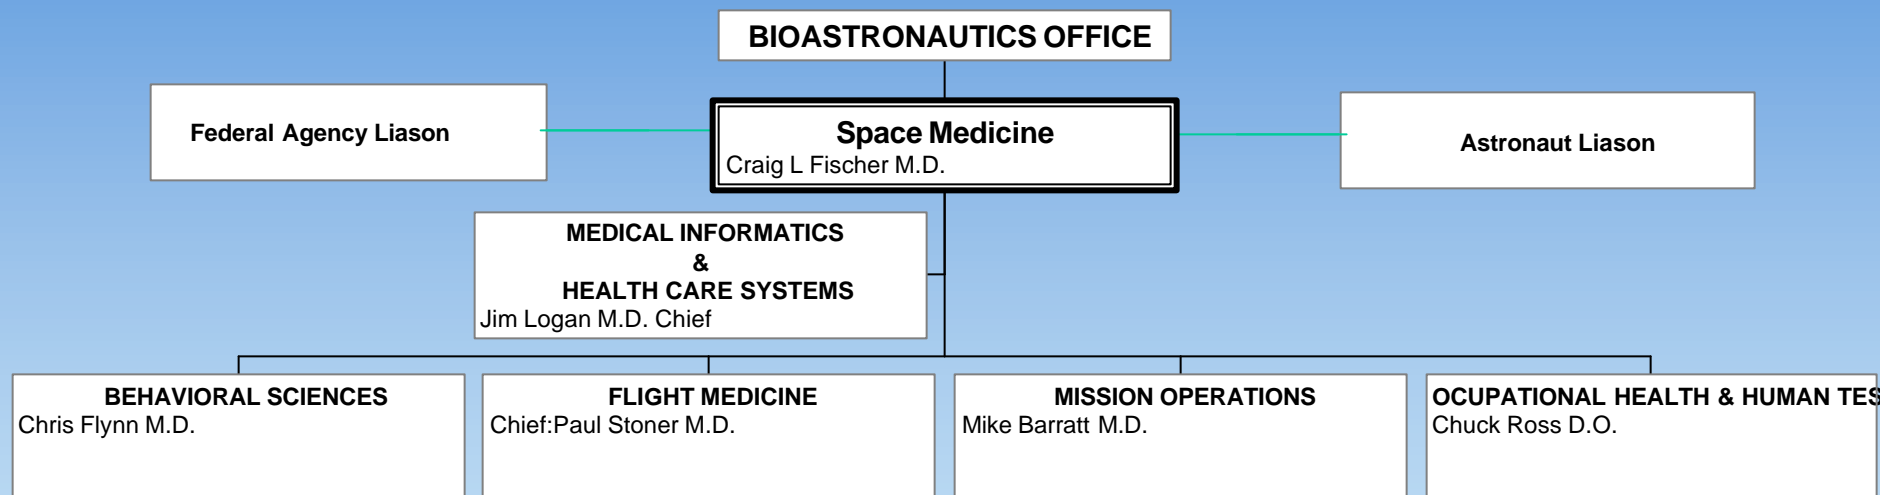 BIOASTRONAUTICS OFFICE
Federal Agency Liason
Space Medicine
Craig L Fischer M.D.
Astronaut Liason
MEDICAL INFORMATICS
&
HEALTH CARE SYSTEMS
Jim Logan M.D. Chief
BEHAVIORAL SCIENCES
Chris Flynn M.D.
FLIGHT MEDICINE
Chief:Paul Stoner M.D.
MISSION OPERATIONS
Mike Barratt M.D.
OCUPATIONAL HEALTH & HUMAN TES
Chuck Ross D.O.